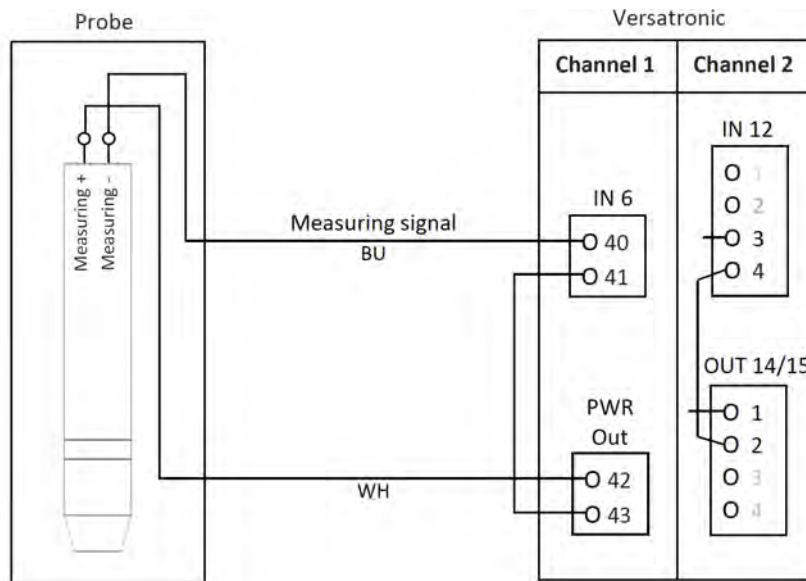 Probe
Versatronic
Channel 1
Channel 2
Measuring +
Measuring -
Measuring signal
BU
WH
IN 6
40
41
PWR
Out
42
43
IN 12
1
2
3
4
OUT 14/15
1
2
3
4